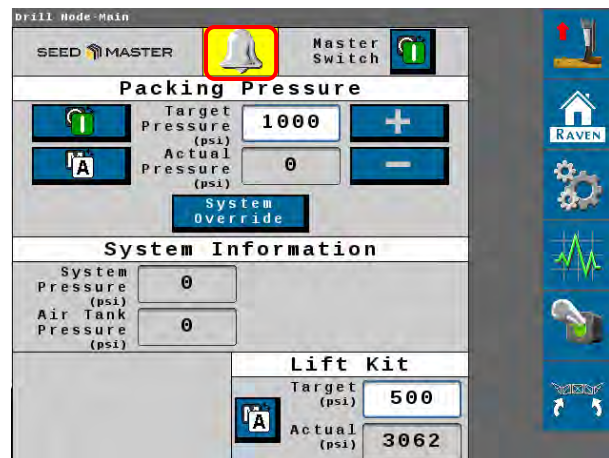 Drill Node-Main
SEED MASTER
Master
Switch
Packing Pressure
Target
Pressure
(psi)
1000
+
A
Actual
Pressure
(psi)
0
−
System
Override
System Information
System
Pressure
(psi)
0
Air Tank
Pressure
(psi)
0
Lift Kit
A
Target
(psi)
500
Actual
(psi)
3062
RAVEN